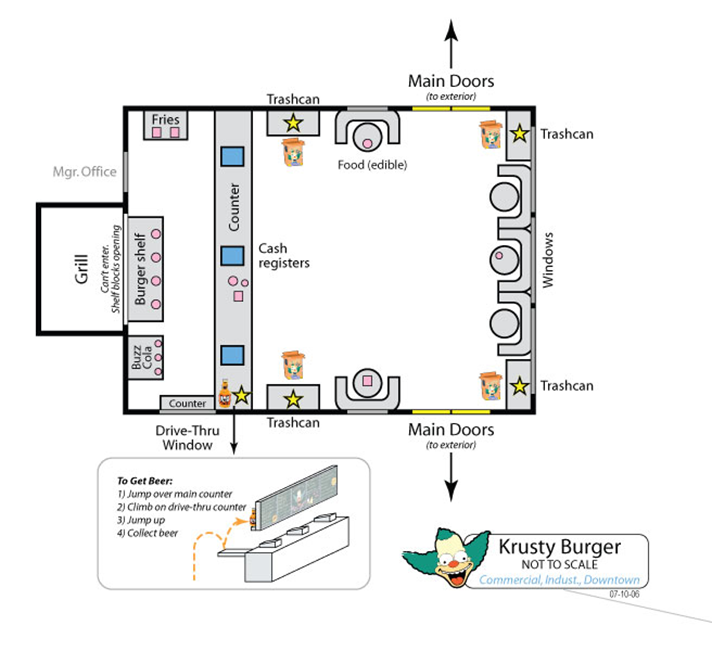 Main Doors
(to exterior)
Trashcan
Fries
Trashcan
Food (edible)
Mgr. Office
Counter
Cash
registers
Windows
Grill
Can't enter.
Shelf blocks opening
Burger shelf
Buzz
Cola
Counter
Trashcan
Trashcan
Drive-Thru
Window
Main Doors
(to exterior)
To Get Beer:
1) Jump over main counter
2) Climb on drive-thru counter
3) Jump up
4) Collect beer
Krusty Burger
NOT TO SCALE
Commercial, Indust., Downtown
07-10-06